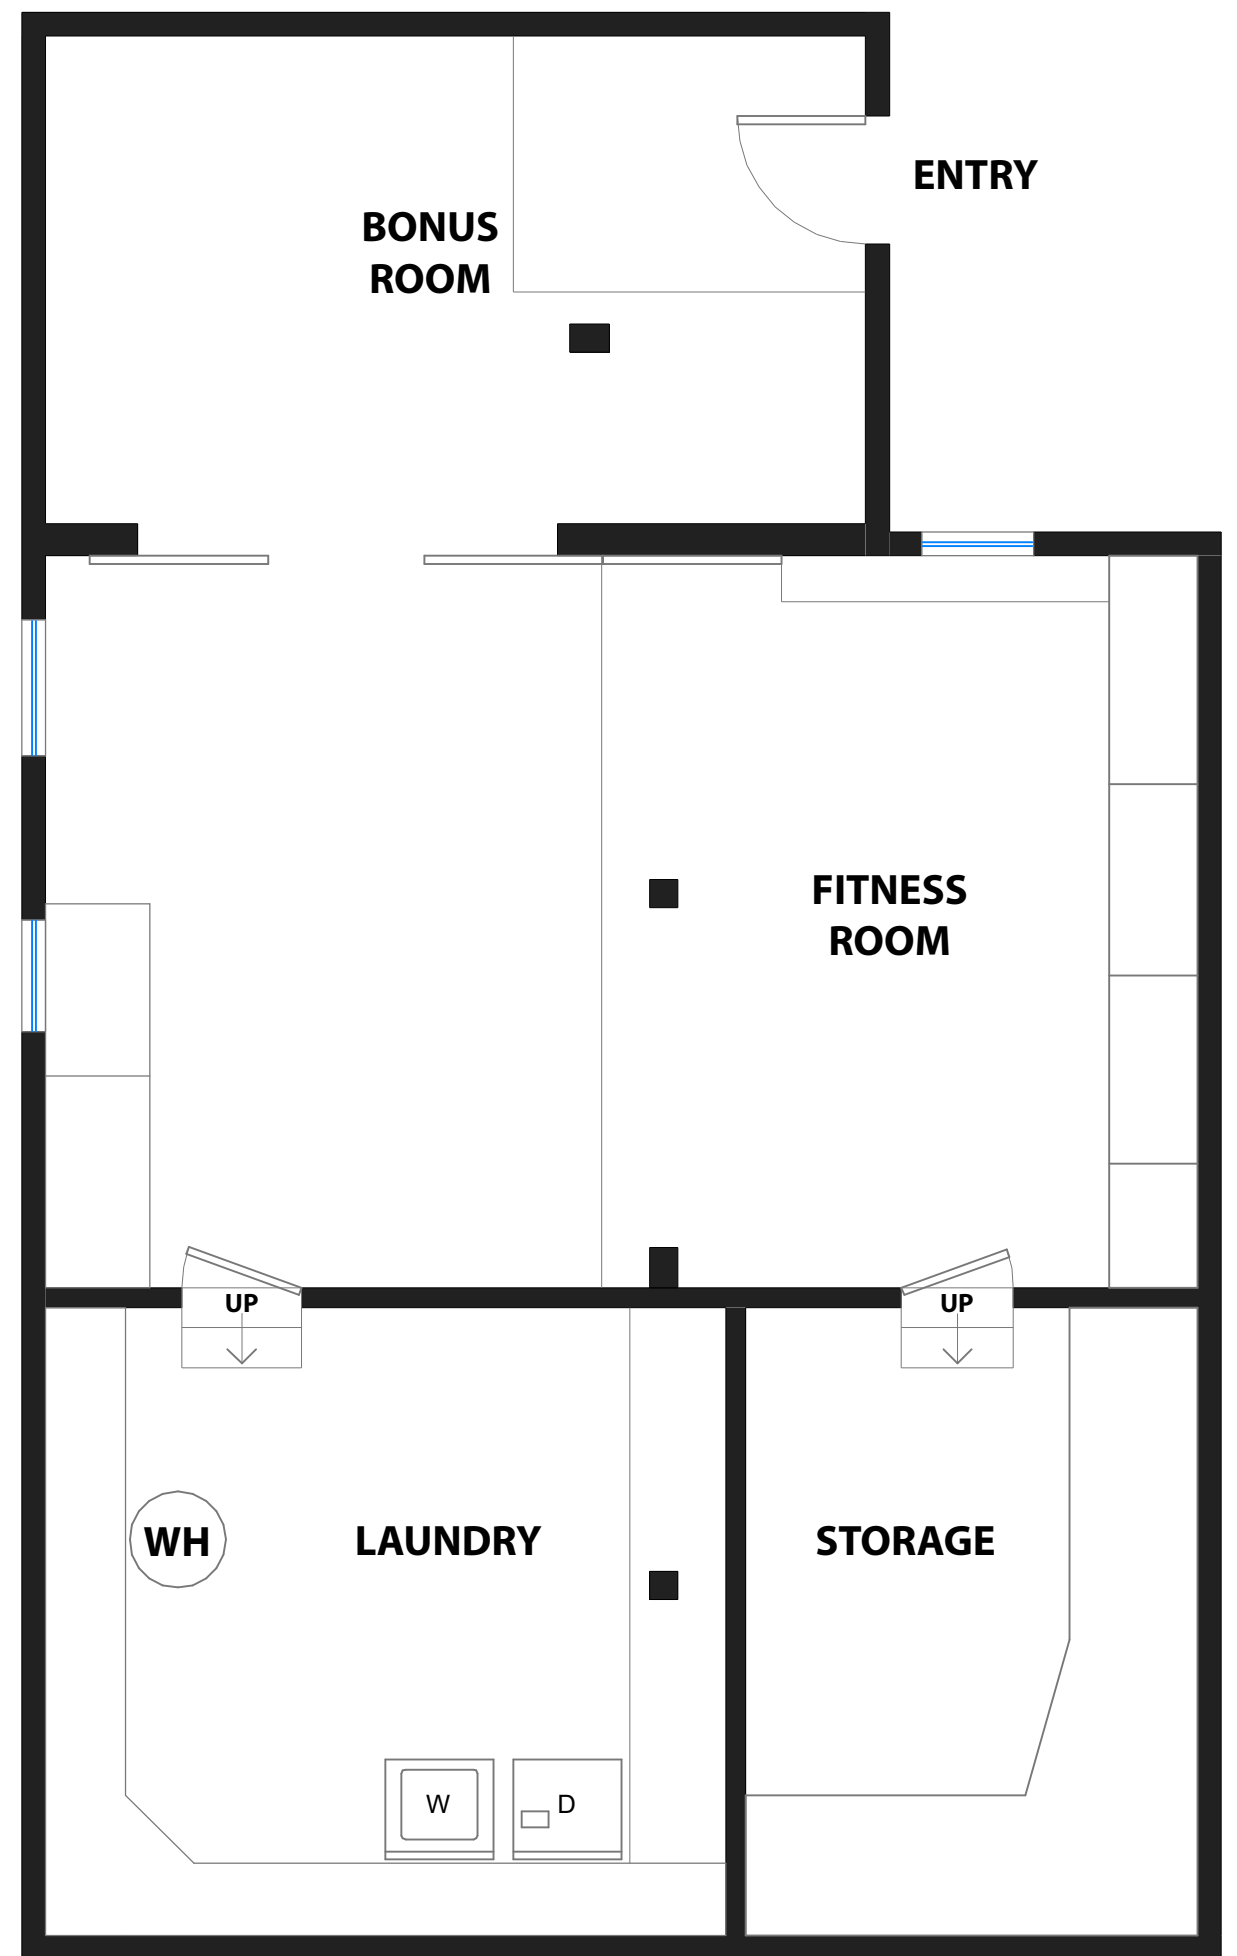 ENTRY
BONUS
ROOM
FITNESS
ROOM
UP
UP
WH
LAUNDRY
STORAGE
W
D